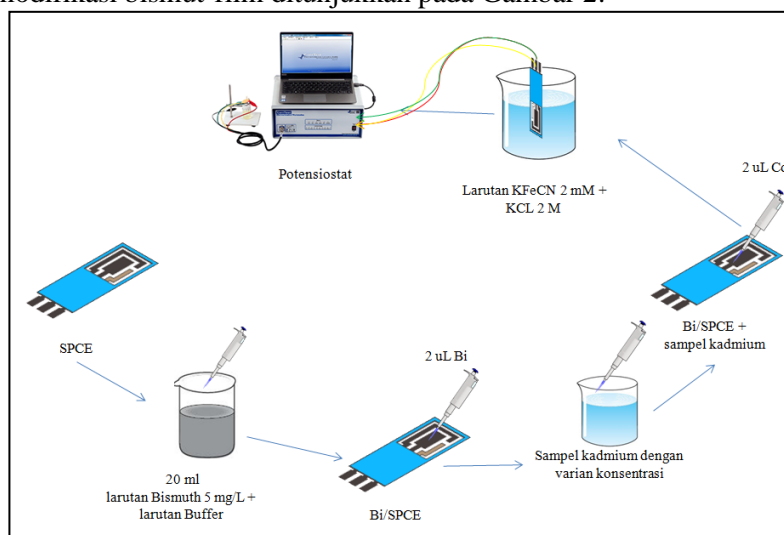 modifikasi bismut film ditunjukkan pada Gambar 2.
Potensiostat
Larutan KFeCN 2 mM +
KCL 2 M
2 uL Cd
SPCE
2 uL Bi
Bi/SPCE +
sampel kadmium
20 ml
larutan Bismuth 5 mg/L +
larutan Buffer
Bi/SPCE
Sampel kadmium dengan
varian konsentrasi